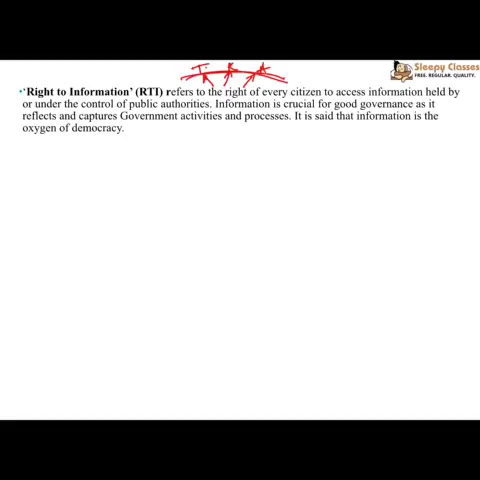 Sleepy Classes
FREE. REGULAR. QUALITY.
•'Right to Information' (RTI) refers to the right of every citizen to access information held by
or under the control of public authorities. Information is crucial for good governance as it
reflects and captures Government activities and processes. It is said that information is the
oxygen of democracy.